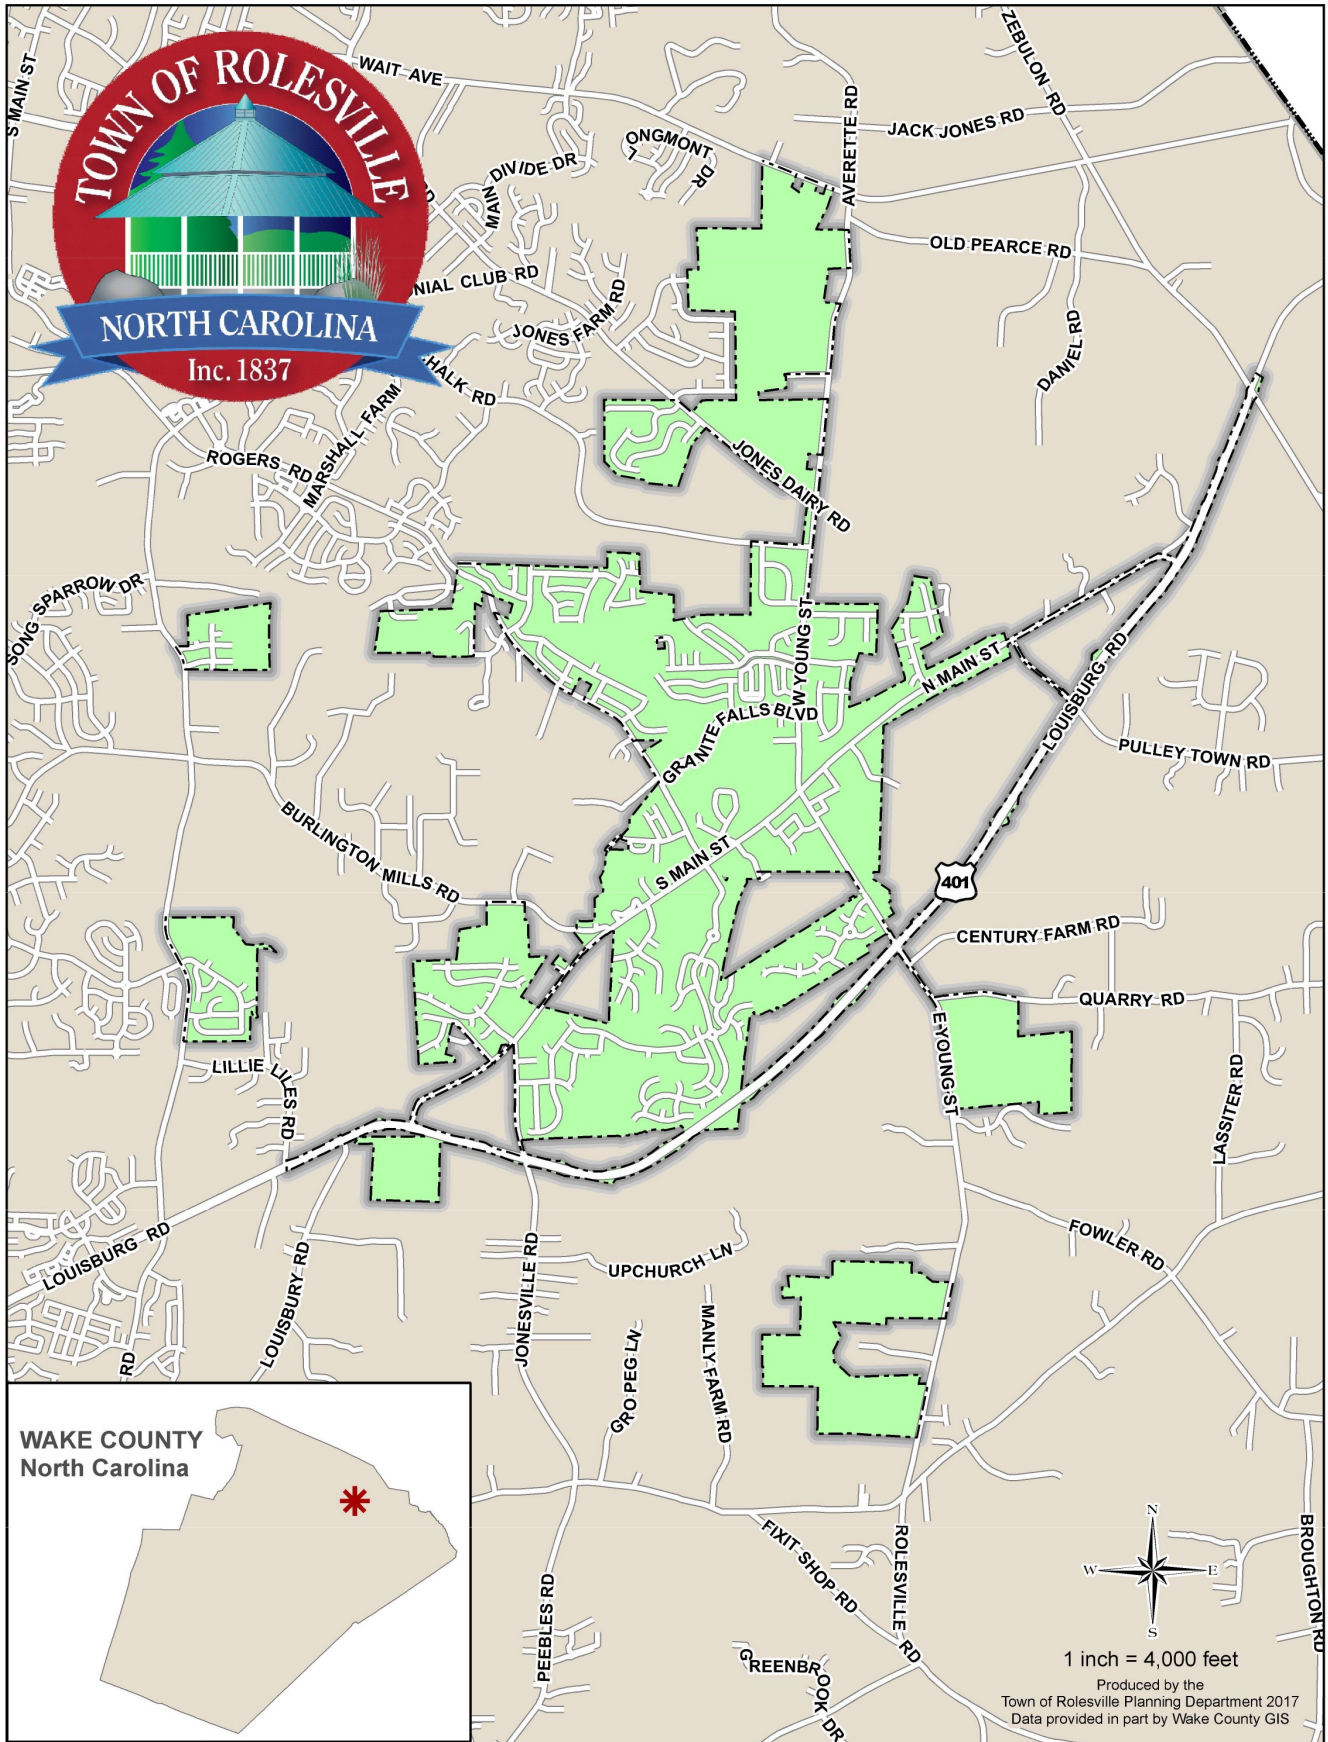 S MAIN ST
WAIT AVE
ZEBULON RD
TOWN OF ROLESVILLE
NORTH CAROLINA
Inc. 1837
AVERETTE RD
JACK JONES RD
LONGMONT DR
DIVIDE DR
MAIN
RD
OLD PEARCE RD
NIAL CLUB RD
JONES FARM RD
DANIEL RD
HALK RD
MARSHALL FARM
ROGERS RD
JONES DAIRY RD
SONG SPARROW DR
W YOUNG ST
N MAIN ST
LOUISBURG RD
GRANITE FALLS BLVD
PULLEY TOWN RD
BURLINGTON MILLS RD
S MAIN ST
401
CENTURY FARM RD
QUARRY RD
E YOUNG ST
LILLIE LILES RD
LASSITER RD
LOUISBURG RD
LOUISBURY RD
JONESVILLE RD
UPCHURCH LN
FOWLER RD
RD
GRO PEG LN
MANLY FARM RD
WAKE COUNTY
North Carolina
FIXIT SHOP RD
ROLESVILLE RD
BROUGHTON RD
PEEBLES RD
GREENBROOK DR
N
W
E
S
1 inch = 4,000 feet
Produced by the
Town of Rolesville Planning Department 2017
Data provided in part by Wake County GIS